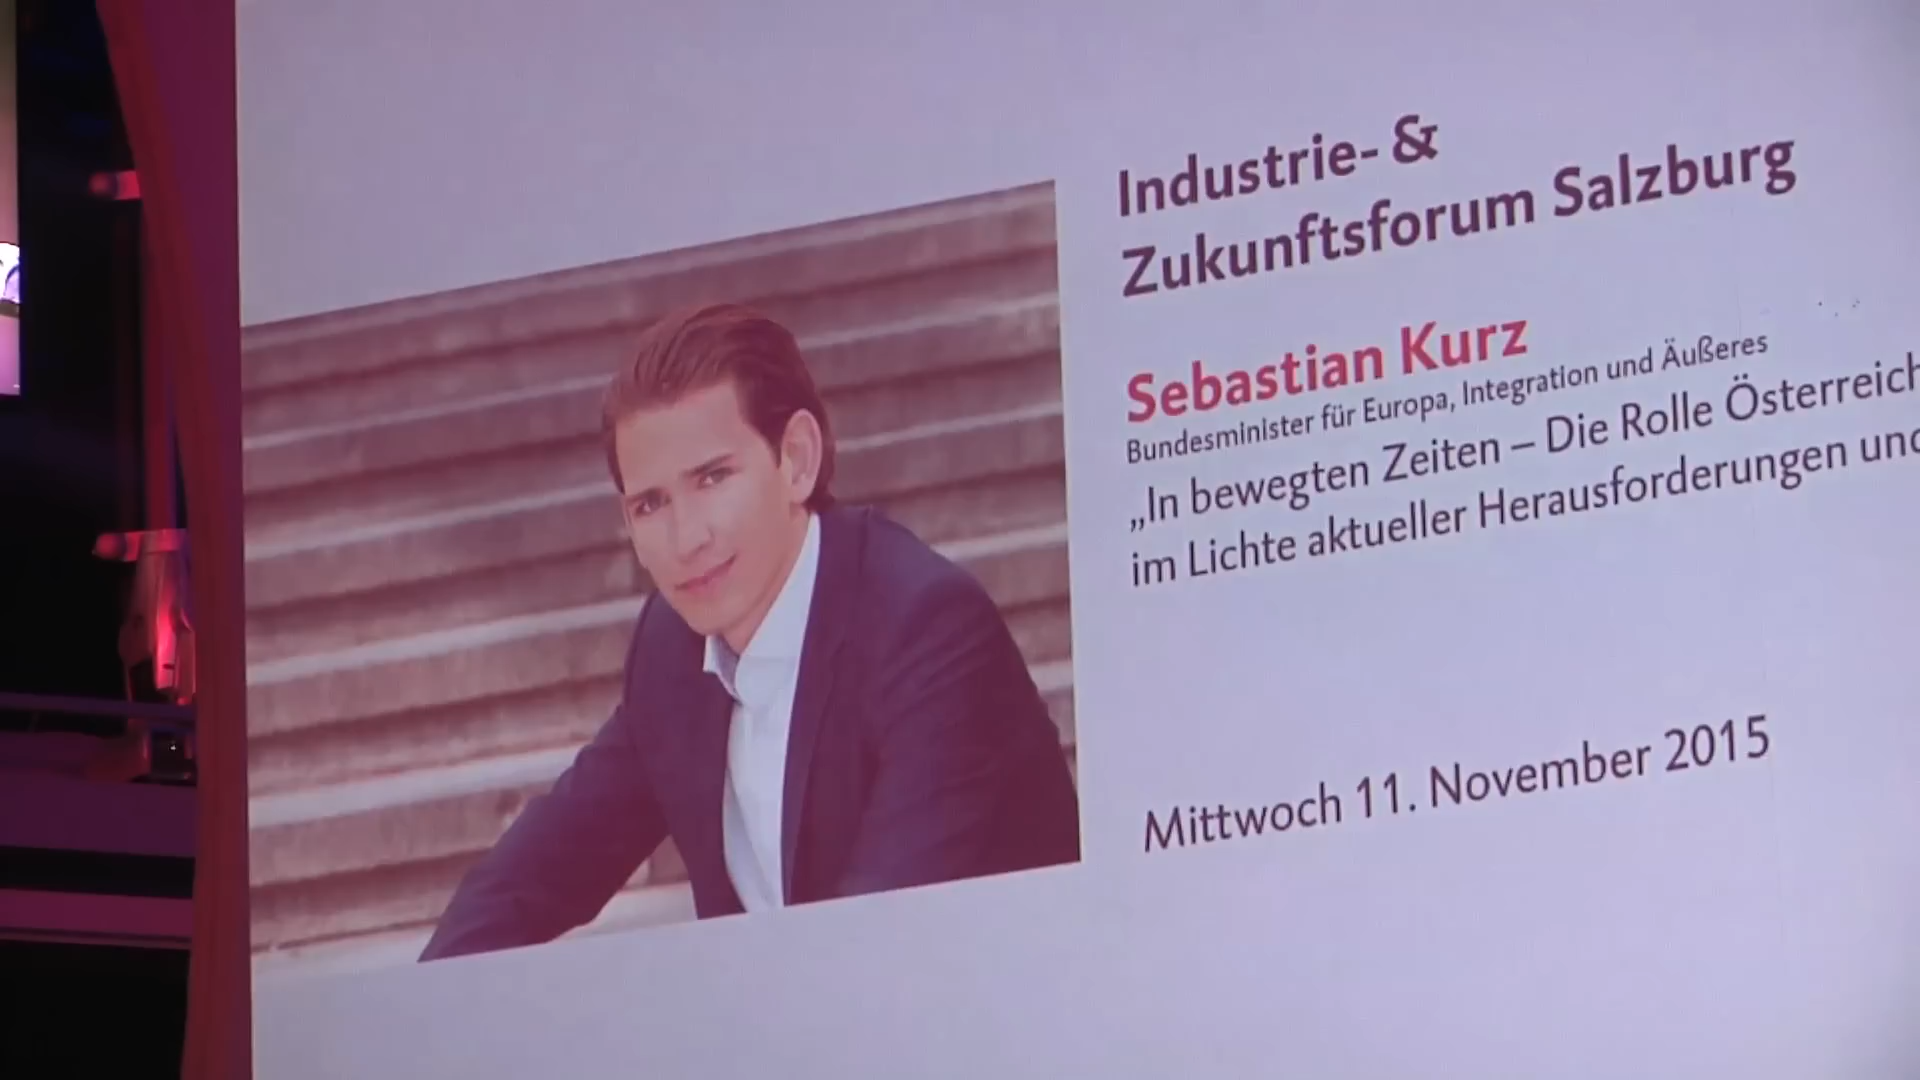 Industrie- &
Zukunftsforum Salzburg
Sebastian Kurz
Bundesminister für Europa, Integration und Äußeres
„In bewegten Zeiten – Die Rolle Österreich
im Lichte aktueller Herausforderungen und
Mittwoch 11. November 2015